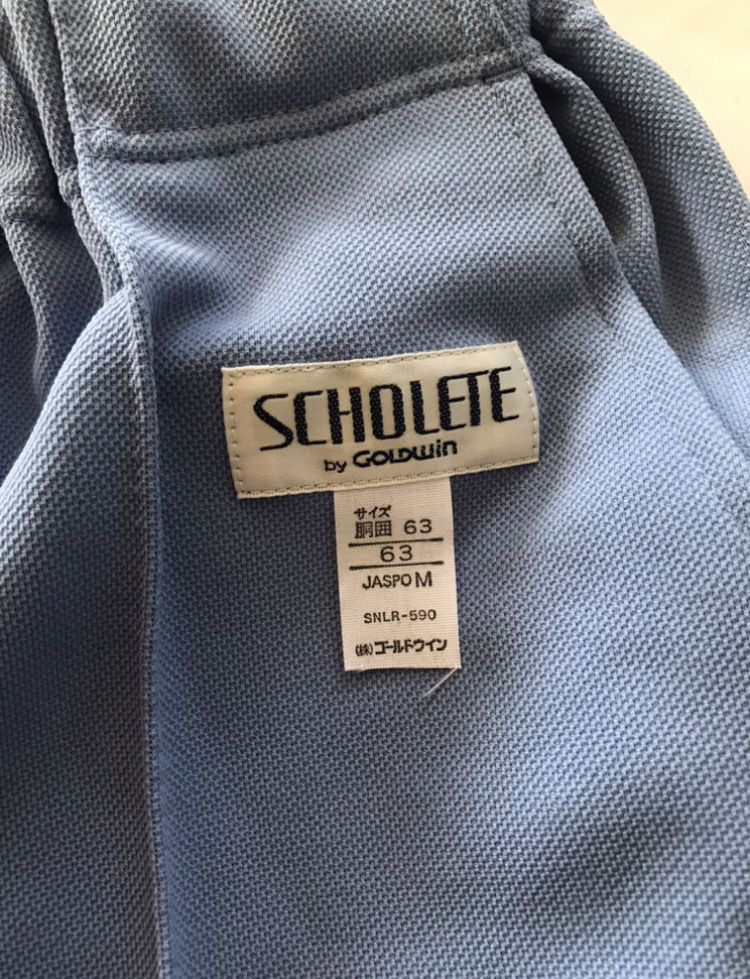 SCHOLETE
by GOLDWIN
サイズ
胴囲 63
63
JASPO M
SNLR-590
(株)ゴールドウイン